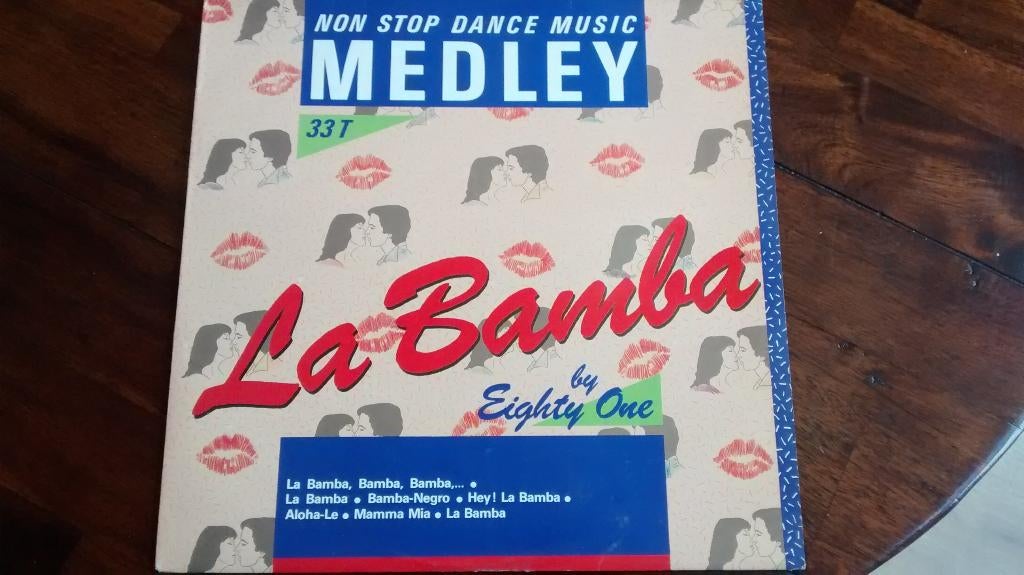 NON STOP DANCE MUSIC
MEDLEY
33 T
La Bamba
by
Eighty One
La Bamba, Bamba, Bamba,... •
La Bamba • Bamba-Negro • Hey! La Bamba •
Aloha-Le • Mamma Mia • La Bamba